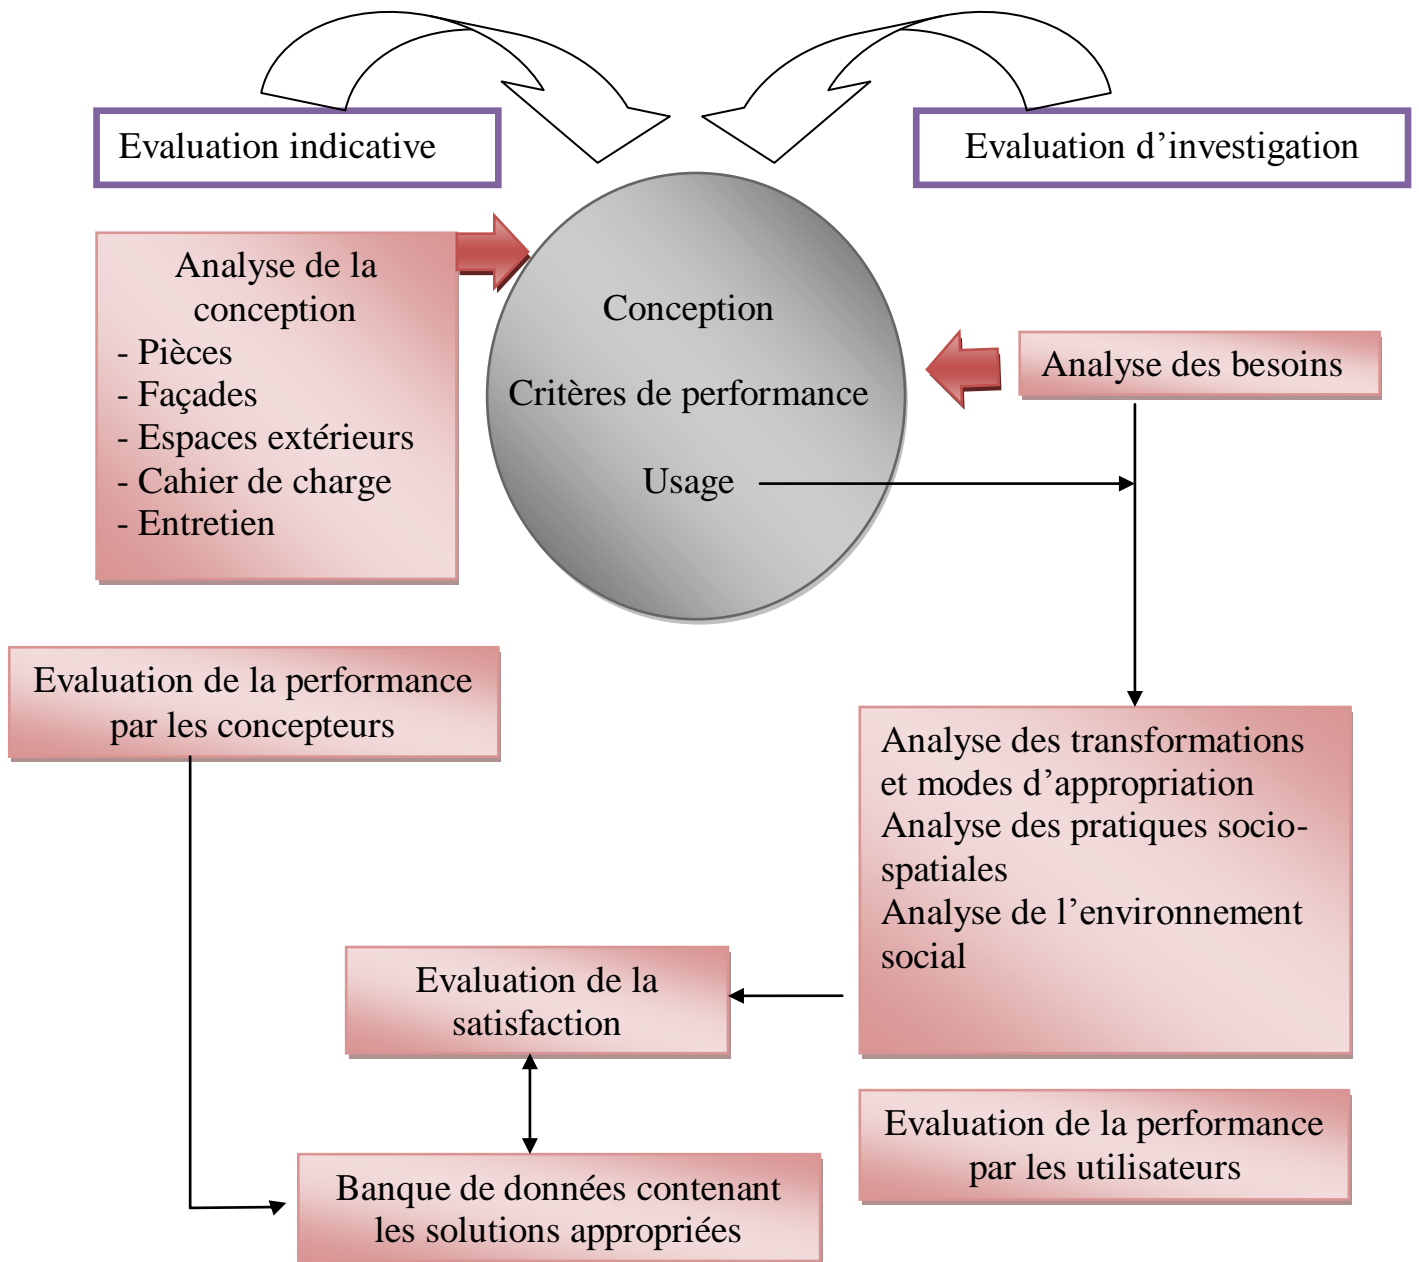 Evaluation indicative
Evaluation d’investigation
Analyse de la
conception
- Pièces
- Façades
- Espaces extérieurs
- Cahier de charge
- Entretien
Conception
Critères de performance
Usage
Analyse des besoins
Evaluation de la performance
par les concepteurs
Analyse des transformations
et modes d’appropriation
Analyse des pratiques socio-
spatiales
Analyse de l’environnement
social
Evaluation de la
satisfaction
Evaluation de la performance
par les utilisateurs
Banque de données contenant
les solutions appropriées